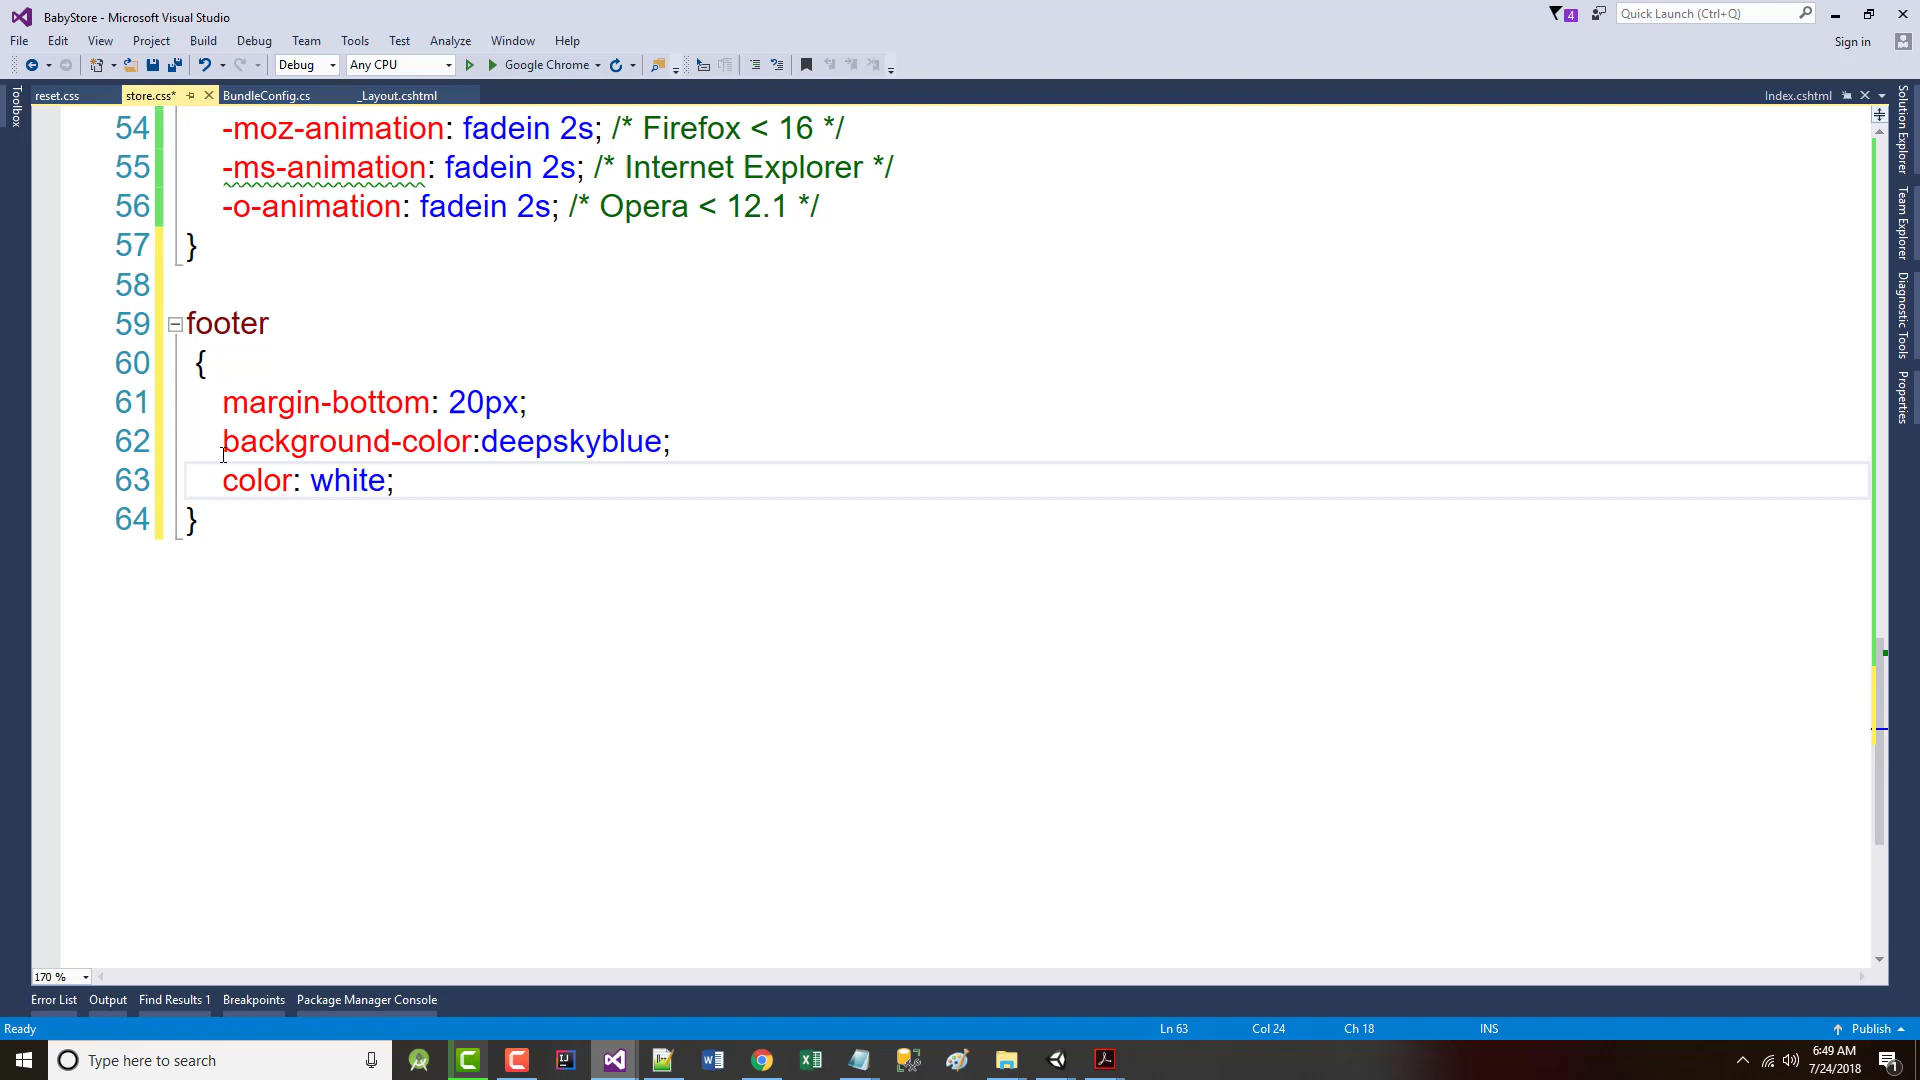 BabyStore - Microsoft Visual Studio
4
Quick Launch (Ctrl+Q)
File Edit View Project Build Debug Team Tools Test Analyze Window Help
Sign in
Debug Any CPU Google Chrome
Toolbox
reset.css store.css* BundleConfig.cs _Layout.cshtml Index.cshtml
54 -moz-animation: fadein 2s; /* Firefox < 16 */
55 -ms-animation: fadein 2s; /* Internet Explorer */
56 -o-animation: fadein 2s; /* Opera < 12.1 */
57 }
58
59 footer
60 {
61 margin-bottom: 20px;
62 background-color:deepskyblue;
63 color: white;
64 }
Solution Explorer
Team Explorer
Diagnostic Tools
Properties
170 %
Error List Output Find Results 1 Breakpoints Package Manager Console
Ready Ln 63 Col 24 Ch 18 INS Publish
Type here to search
6:49 AM
7/24/2018
1